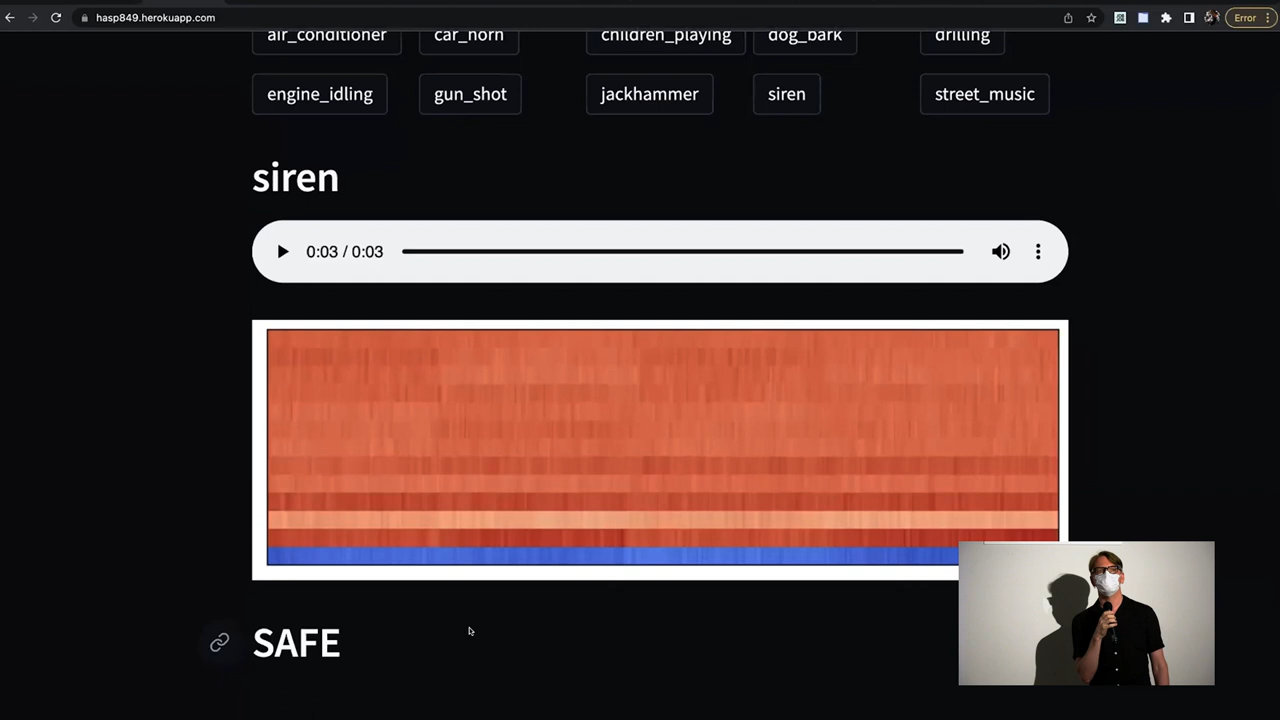 hasp849.herokuapp.com
Error
air_conditioner car_horn children_playing dog_bark drilling
engine_idling gun_shot jackhammer siren street_music
siren
0:03 / 0:03
SAFE